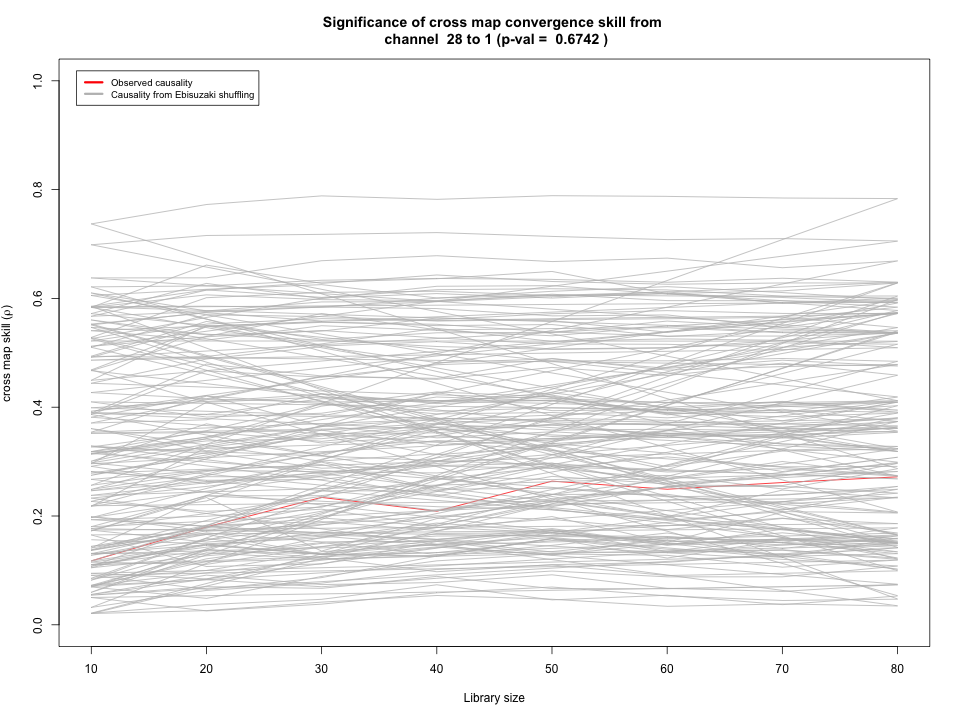 Significance of cross map convergence skill from
channel  28 to 1 (p-val =  0.6742 )
Observed causality
Causality from Ebisuzaki shuffling
cross map skill (ρ)
1.0
0.8
0.6
0.4
0.2
0.0
10 20 30 40 50 60 70 80
Library size